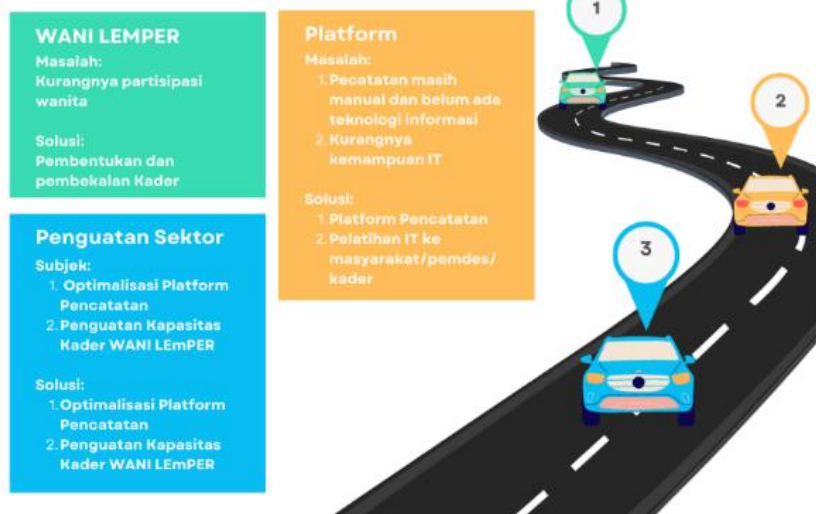 WANI LEMPER
Masalah:
Kurangnya partisipasi
wanita
Solusi:
Pembentukan dan
pembekalan Kader
Platform
Masalah:
1. Pecatatan masih
manual dan belum ada
teknologi informasi
2. Kurangnya
kemampuan IT
Solusi:
1. Platform Pencatatan
2. Pelatihan IT ke
masyarakat/pemdes/
kader
Penguatan Sektor
Subjek:
1. Optimalisasi Platform
Pencatatan
2. Penguatan Kapasitas
Kader WANI LEmPER
Solusi:
1. Optimalisasi Platform
Pencatatan
2. Penguatan Kapasitas
Kader WANI LEmPER
1
2
3